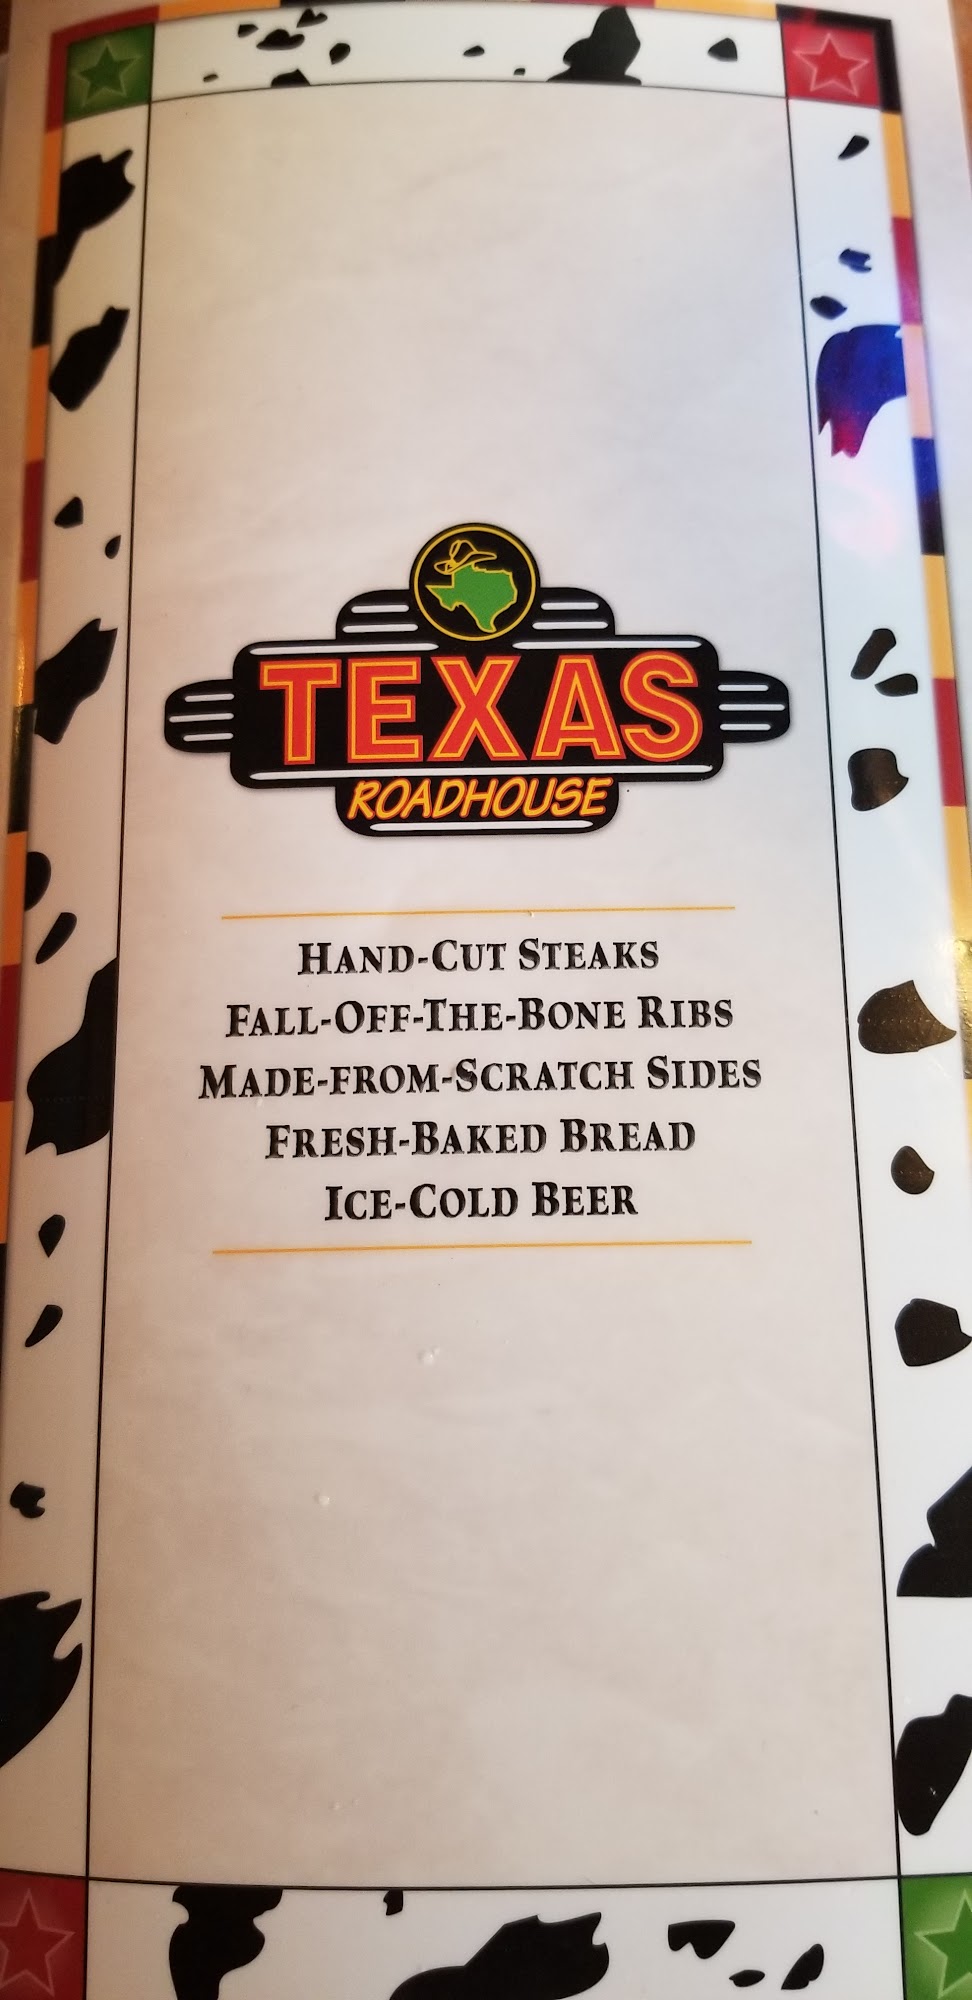 TEXAS
ROADHOUSE
HAND-CUT STEAKS
FALL-OFF-THE-BONE RIBS
MADE-FROM-SCRATCH SIDES
FRESH-BAKED BREAD
ICE-COLD BEER